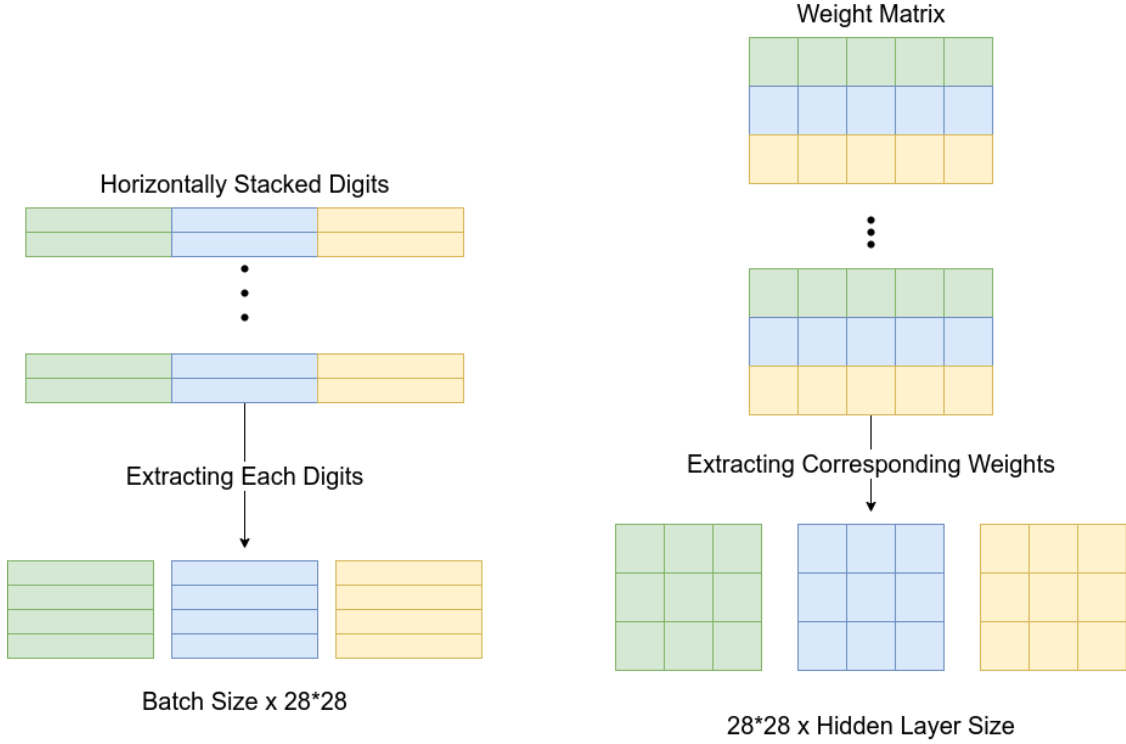 Weight Matrix
Horizontally Stacked Digits
Extracting Each Digits
Extracting Corresponding Weights
Batch Size x 28*28
28*28 x Hidden Layer Size